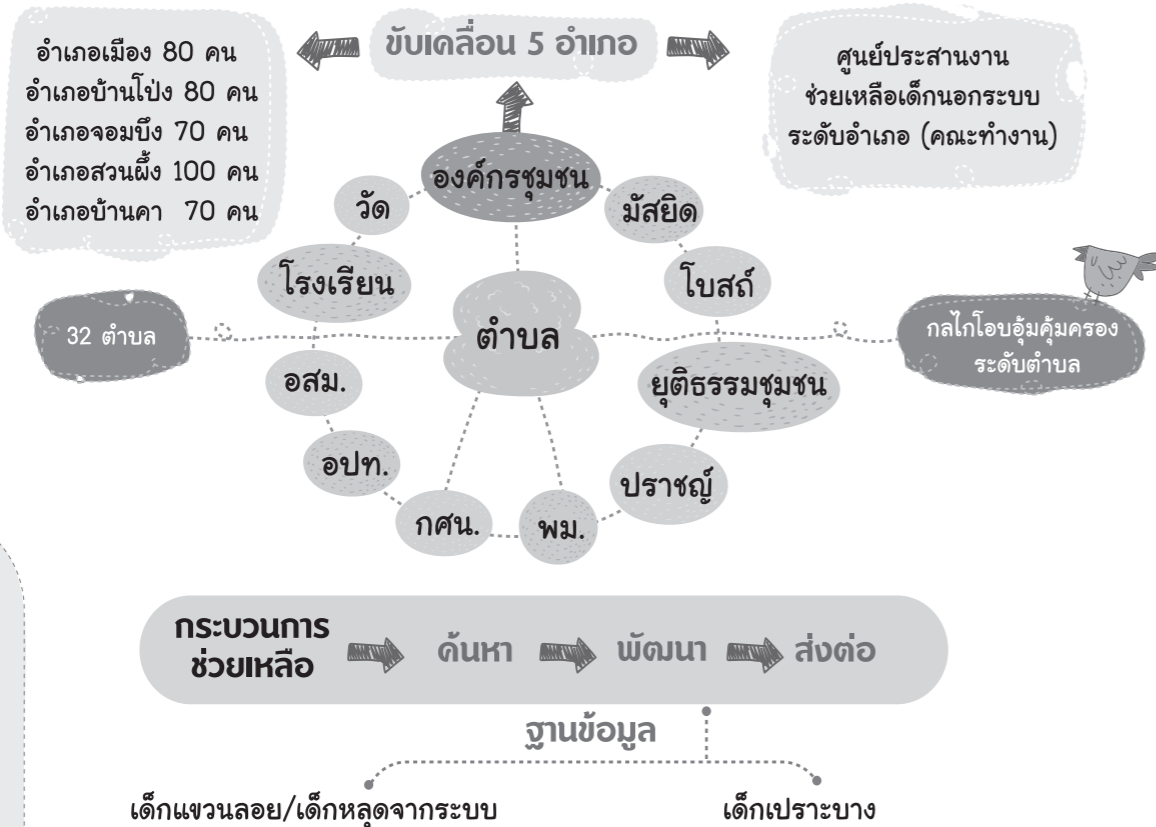 ขับเคลื่อน 5 อำเภอ
อำเภอเมือง 80 คน
อำเภอบ้านโป่ง 80 คน
อำเภอจอมบึง 70 คน
อำเภอสวนผึ้ง 100 คน
อำเภอบ้านคา 70 คน
ศูนย์ประสานงาน
ช่วยเหลือเด็กนอกระบบ
ระดับอำเภอ (คณะทำงาน)
องค์กรชุมชน
วัด
มัสยิด
โรงเรียน
โบสถ์
32 ตำบล
ตำบล
กลไกโอบอุ้มคุ้มครอง
ระดับตำบล
อสม.
ยุติธรรมชุมชน
อปท.
ปราชญ์
กศน.
พม.
กระบวนการ
ช่วยเหลือ
ค้นหา
พัฒนา
ส่งต่อ
ฐานข้อมูล
เด็กแขวนลอย/เด็กหลุดจากระบบ
เด็กเปราะบาง